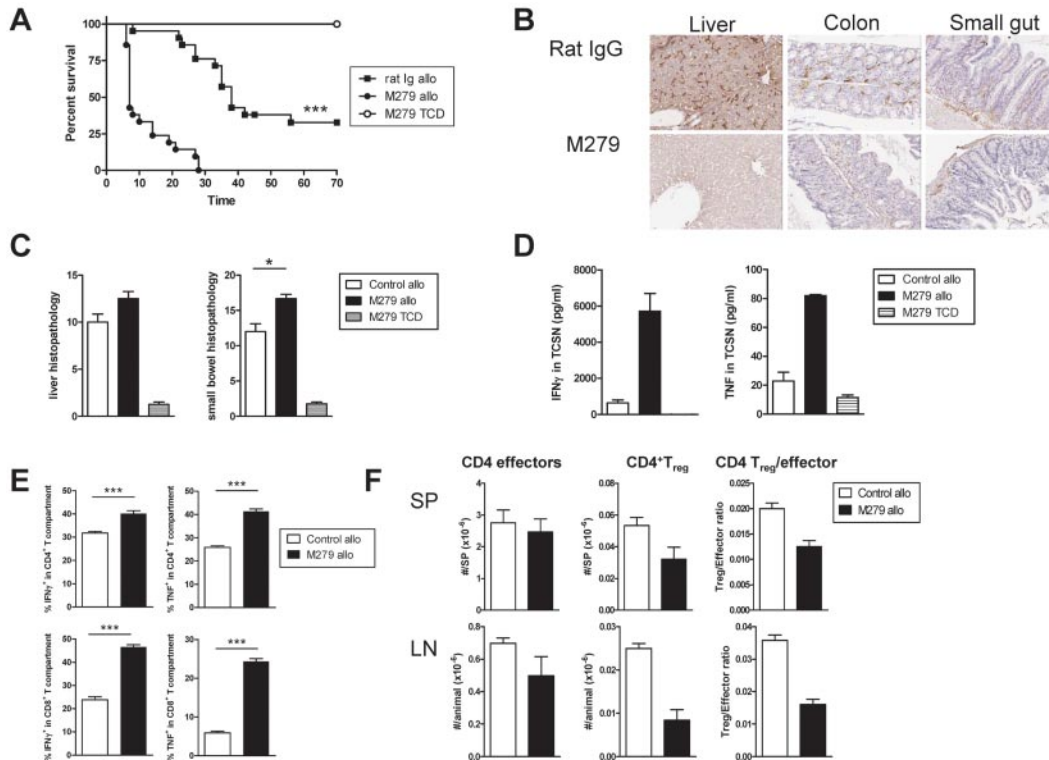 A
Percent survival
100
75
50
25
0
0 10 20 30 40 50 60 70
Time
***
rat Ig allo
M279 allo
M279 TCD
B
Liver Colon Small gut
Rat IgG
M279
C
liver histopathology
15
10
5
0
small bowel histopathology
20
15
10
5
0
*
Control allo
M279 allo
M279 TCD
D
IFNγ in TCSN (pg/ml)
8000
6000
4000
2000
0
TNF in TCSN (pg/ml)
100
80
60
40
20
0
Control allo
M279 allo
M279 TCD
E
% IFNγ⁺ in CD4⁺ T compartment
50
40
30
20
10
0
***
% TNF⁺ in CD4⁺ T compartment
50
40
30
20
10
0
***
Control allo
M279 allo
% IFNγ⁺ in CD8⁺ T compartment
50
40
30
20
10
0
***
% TNF⁺ in CD8⁺ T compartment
30
20
10
0
***
F
CD4 effectors CD4⁺Treg CD4 Treg/effector
SP
#/SP (x10⁻⁶)
4
3
2
1
0
#/SP (x10⁻⁶)
0.08
0.06
0.04
0.02
0.00
Treg/Effector ratio
0.025
0.020
0.015
0.010
0.005
0.000
Control allo
M279 allo
LN
#/animal (x10⁻⁶)
0.8
0.6
0.4
0.2
0.0
#/animal (x10⁻⁶)
0.03
0.02
0.01
0.00
Treg/Effector ratio
0.04
0.03
0.02
0.01
0.00